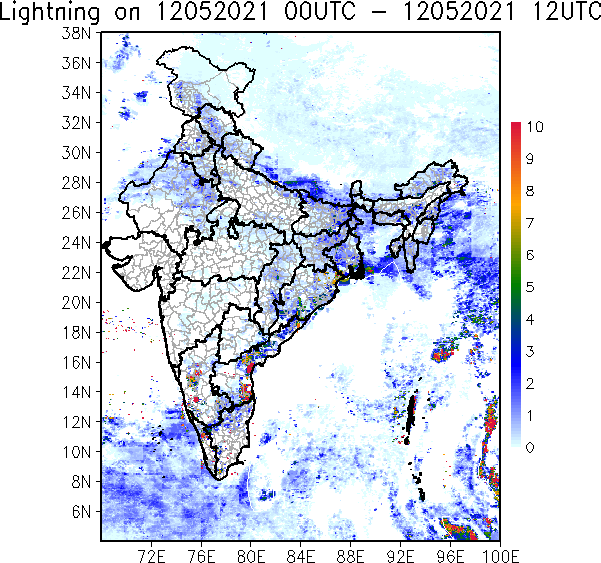 Lightning on 12052021 00UTC – 12052021 12UTC
38N
36N
34N
32N
30N
28N
26N
24N
22N
20N
18N
16N
14N
12N
10N
8N
6N
72E 76E 80E 84E 88E 92E 96E 100E
10
9
8
7
6
5
4
3
2
1
0